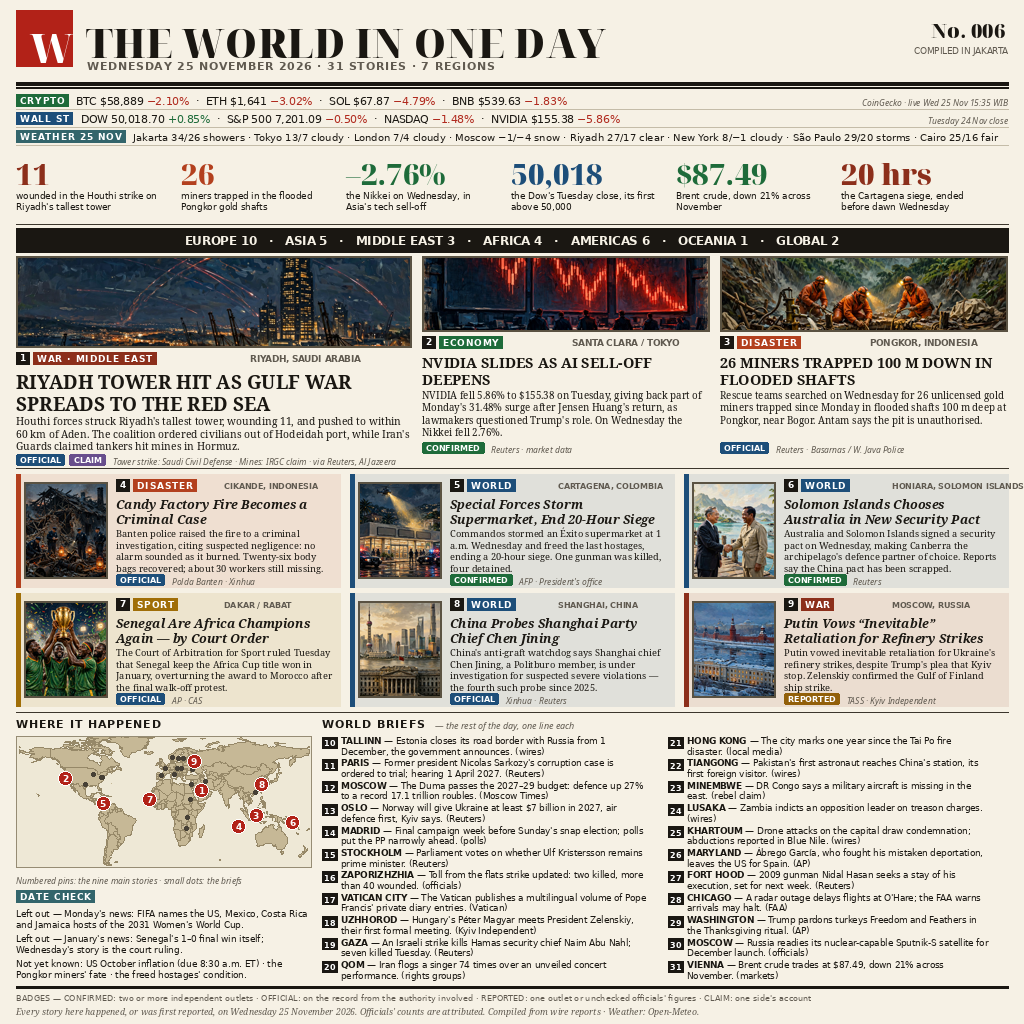 W
THE WORLD IN ONE DAY
WEDNESDAY 25 NOVEMBER 2026 · 31 STORIES · 7 REGIONS
No. 006
COMPILED IN JAKARTA
CRYPTO BTC $58,889 −2.10% · ETH $1,641 −3.02% · SOL $67.87 −4.79% · BNB $539.63 −1.83%
CoinGecko · live Wed 25 Nov 15:35 WIB
WALL ST DOW 50,018.70 +0.85% · S&P 500 7,201.09 −0.50% · NASDAQ −1.48% · NVIDIA $155.38 −5.86%
Tuesday 24 Nov close
WEATHER 25 NOV Jakarta 34/26 showers · Tokyo 13/7 cloudy · London 7/4 cloudy · Moscow −1/−4 snow · Riyadh 27/17 clear · New York 8/−1 cloudy · São Paulo 29/20 storms · Cairo 25/16 fair
11
wounded in the Houthi strike on
Riyadh's tallest tower
26
miners trapped in the flooded
Pongkor gold shafts
−2.76%
the Nikkei on Wednesday, in
Asia's tech sell-off
50,018
the Dow's Tuesday close, its first
above 50,000
$87.49
Brent crude, down 21% across
November
20 hrs
the Cartagena siege, ended
before dawn Wednesday
EUROPE 10 · ASIA 5 · MIDDLE EAST 3 · AFRICA 4 · AMERICAS 6 · OCEANIA 1 · GLOBAL 2
1 WAR · MIDDLE EAST RIYADH, SAUDI ARABIA
RIYADH TOWER HIT AS GULF WAR
SPREADS TO THE RED SEA
Houthi forces struck Riyadh's tallest tower, wounding 11, and pushed to within
60 km of Aden. The coalition ordered civilians out of Hodeidah port, while Iran's
Guards claimed tankers hit mines in Hormuz.
OFFICIAL CLAIM Tower strike: Saudi Civil Defense · Mines: IRGC claim · via Reuters, Al Jazeera
2 ECONOMY SANTA CLARA / TOKYO
NVIDIA SLIDES AS AI SELL-OFF
DEEPENS
NVIDIA fell 5.86% to $155.38 on Tuesday, giving back part of
Monday's 31.48% surge after Jensen Huang's return, as
lawmakers questioned Trump's role. On Wednesday the
Nikkei fell 2.76%.
CONFIRMED Reuters · market data
3 DISASTER PONGKOR, INDONESIA
26 MINERS TRAPPED 100 M DOWN IN
FLOODED SHAFTS
Rescue teams searched on Wednesday for 26 unlicensed gold
miners trapped since Monday in flooded shafts 100 m deep at
Pongkor, near Bogor. Antam says the pit is unauthorised.
OFFICIAL Reuters · Basarnas / W. Java Police
4 DISASTER CIKANDE, INDONESIA
Candy Factory Fire Becomes a
Criminal Case
Banten police raised the fire to a criminal
investigation, citing suspected negligence: no
alarm sounded as it burned. Twenty-six body
bags recovered; about 30 workers still missing.
OFFICIAL Polda Banten · Xinhua
5 WORLD CARTAGENA, COLOMBIA
Special Forces Storm
Supermarket, End 20-Hour Siege
Commandos stormed an Éxito supermarket at 1
a.m. Wednesday and freed the last hostages,
ending a 20-hour siege. One gunman was killed,
four detained.
CONFIRMED AFP · President's office
6 WORLD HONIARA, SOLOMON ISLANDS
Solomon Islands Chooses
Australia in New Security Pact
Australia and Solomon Islands signed a security
pact on Wednesday, making Canberra the
archipelago's defence partner of choice. Reports
say the China pact has been scrapped.
CONFIRMED Reuters
7 SPORT DAKAR / RABAT
Senegal Are Africa Champions
Again — by Court Order
The Court of Arbitration for Sport ruled Tuesday
that Senegal keep the Africa Cup title won in
January, overturning the award to Morocco after
the final walk-off protest.
OFFICIAL AP · CAS
8 WORLD SHANGHAI, CHINA
China Probes Shanghai Party
Chief Chen Jining
China's anti-graft watchdog says Shanghai chief
Chen Jining, a Politburo member, is under
investigation for suspected severe violations —
the fourth such probe since 2025.
OFFICIAL Xinhua · Reuters
9 WAR MOSCOW, RUSSIA
Putin Vows “Inevitable”
Retaliation for Refinery Strikes
Putin vowed inevitable retaliation for Ukraine's
refinery strikes, despite Trump's plea that Kyiv
stop. Zelenskiy confirmed the Gulf of Finland
ship strike.
REPORTED TASS · Kyiv Independent
WHERE IT HAPPENED
2
5
7
9
1
8
3
4
6
Numbered pins: the nine main stories · small dots: the briefs
DATE CHECK
Left out — Monday's news: FIFA names the US, Mexico, Costa Rica
and Jamaica hosts of the 2031 Women's World Cup.
Left out — January's news: Senegal's 1–0 final win itself;
Wednesday's story is the court ruling.
Not yet known: US October inflation (due 8:30 a.m. ET) · the
Pongkor miners' fate · the freed hostages' condition.
WORLD BRIEFS — the rest of the day, one line each
10 TALLINN — Estonia closes its road border with Russia from 1
December, the government announces. (wires)
11 PARIS — Former president Nicolas Sarkozy's corruption case is
ordered to trial; hearing 1 April 2027. (Reuters)
12 MOSCOW — The Duma passes the 2027–29 budget: defence up 27%
to a record 17.1 trillion roubles. (Moscow Times)
13 OSLO — Norway will give Ukraine at least $7 billion in 2027, air
defence first, Kyiv says. (Reuters)
14 MADRID — Final campaign week before Sunday's snap election; polls
put the PP narrowly ahead. (polls)
15 STOCKHOLM — Parliament votes on whether Ulf Kristersson remains
prime minister. (Reuters)
16 ZAPORIZHZHIA — Toll from the flats strike updated: two killed, more
than 40 wounded. (officials)
17 VATICAN CITY — The Vatican publishes a multilingual volume of Pope
Francis' private diary entries. (Vatican)
18 UZHHOROD — Hungary's Péter Magyar meets President Zelenskiy,
their first formal meeting. (Kyiv Independent)
19 GAZA — An Israeli strike kills Hamas security chief Naim Abu Nahl;
seven killed Tuesday. (Reuters)
20 QOM — Iran flogs a singer 74 times over an unveiled concert
performance. (rights groups)
21 HONG KONG — The city marks one year since the Tai Po fire
disaster. (local media)
22 TIANGONG — Pakistan's first astronaut reaches China's station, its
first foreign visitor. (wires)
23 MINEMBWE — DR Congo says a military aircraft is missing in the
east. (rebel claim)
24 LUSAKA — Zambia indicts an opposition leader on treason charges.
(wires)
25 KHARTOUM — Drone attacks on the capital draw condemnation;
abductions reported in Blue Nile. (wires)
26 MARYLAND — Ábrego García, who fought his mistaken deportation,
leaves the US for Spain. (AP)
27 FORT HOOD — 2009 gunman Nidal Hasan seeks a stay of his
execution, set for next week. (Reuters)
28 CHICAGO — A radar outage delays flights at O'Hare; the FAA warns
arrivals may halt. (FAA)
29 WASHINGTON — Trump pardons turkeys Freedom and Feathers in
the Thanksgiving ritual. (AP)
30 MOSCOW — Russia readies its nuclear-capable Sputnik-S satellite for
December launch. (officials)
31 VIENNA — Brent crude trades at $87.49, down 21% across
November. (markets)
BADGES — CONFIRMED: two or more independent outlets · OFFICIAL: on the record from the authority involved · REPORTED: one outlet or unchecked officials' figures · CLAIM: one side's account
Every story here happened, or was first reported, on Wednesday 25 November 2026. Officials' counts are attributed. Compiled from wire reports · Weather: Open-Meteo.